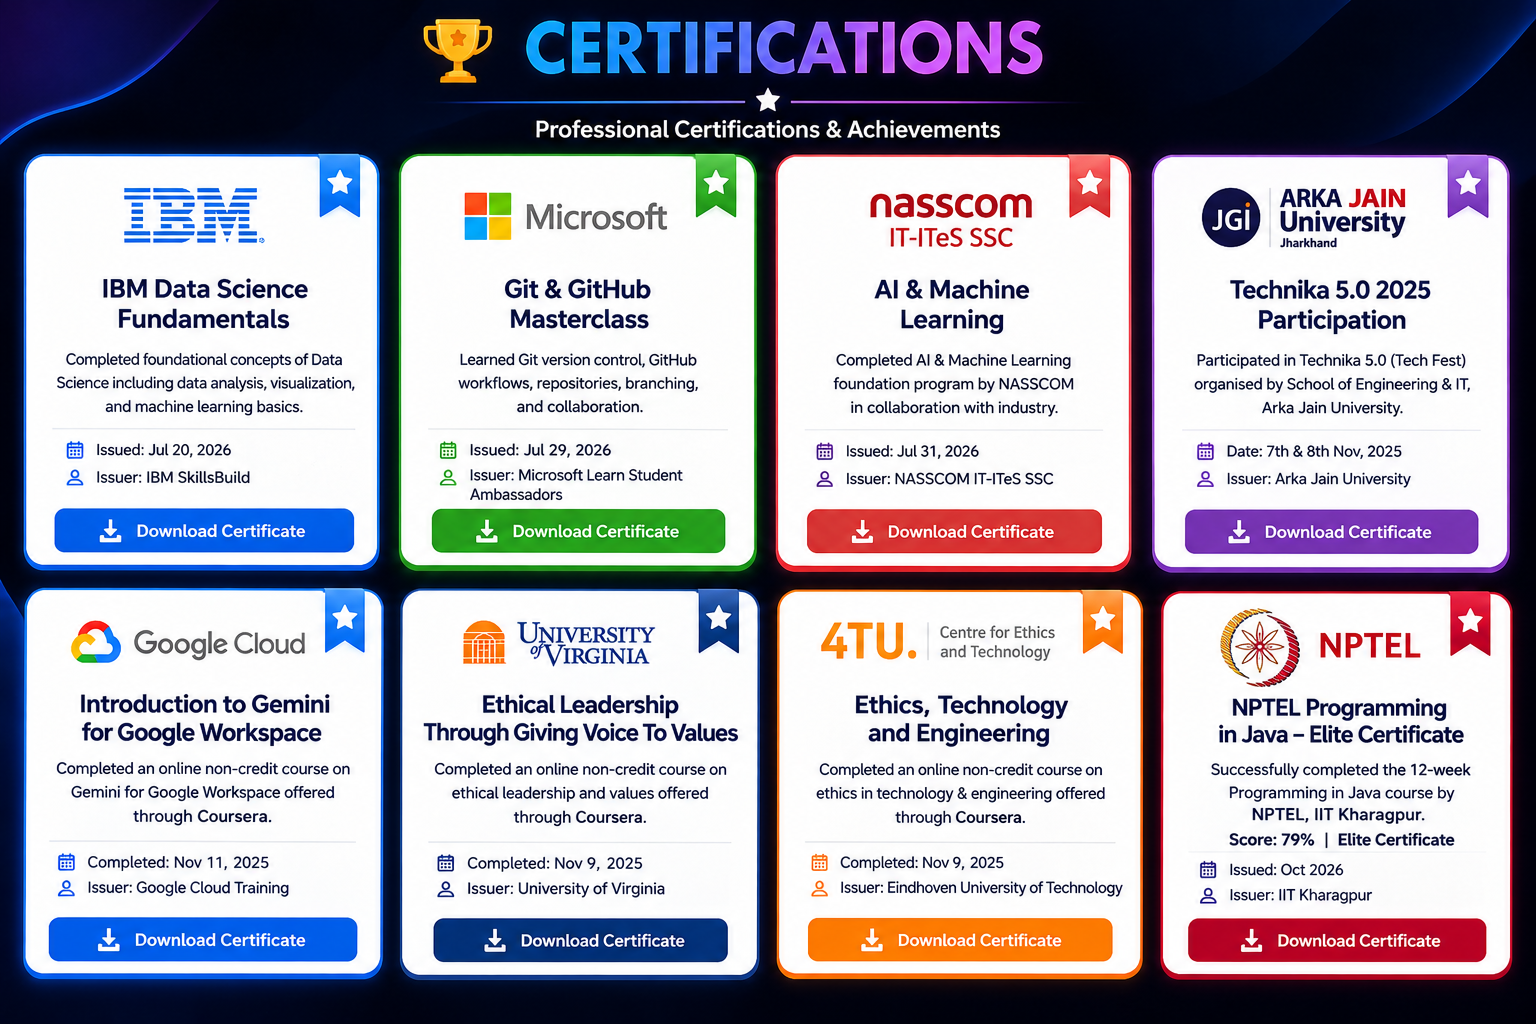 CERTIFICATIONS
Professional Certifications & Achievements
IBM
IBM Data Science
Fundamentals
Completed foundational concepts of Data
Science including data analysis, visualization,
and machine learning basics.
Issued: Jul 20, 2026
Issuer: IBM SkillsBuild
Download Certificate
Microsoft
Git & GitHub
Masterclass
Learned Git version control, GitHub
workflows, repositories, branching,
and collaboration.
Issued: Jul 29, 2026
Issuer: Microsoft Learn Student
Ambassadors
Download Certificate
nasscom
IT-ITeS SSC
AI & Machine
Learning
Completed AI & Machine Learning
foundation program by NASSCOM
in collaboration with industry.
Issued: Jul 31, 2026
Issuer: NASSCOM IT-ITeS SSC
Download Certificate
JGi
ARKA JAIN
University
Jharkhand
Technika 5.0 2025
Participation
Participated in Technika 5.0 (Tech Fest)
organised by School of Engineering & IT,
Arka Jain University.
Date: 7th & 8th Nov, 2025
Issuer: Arka Jain University
Download Certificate
Google Cloud
Introduction to Gemini
for Google Workspace
Completed an online non-credit course on
Gemini for Google Workspace offered
through Coursera.
Completed: Nov 11, 2025
Issuer: Google Cloud Training
Download Certificate
UNIVERSITY
of VIRGINIA
Ethical Leadership
Through Giving Voice To Values
Completed an online non-credit course on
ethical leadership and values offered
through Coursera.
Completed: Nov 9, 2025
Issuer: University of Virginia
Download Certificate
4TU.
Centre for Ethics
and Technology
Ethics, Technology
and Engineering
Completed an online non-credit course on
ethics in technology & engineering offered
through Coursera.
Completed: Nov 9, 2025
Issuer: Eindhoven University of Technology
Download Certificate
NPTEL
NPTEL Programming
in Java – Elite Certificate
Successfully completed the 12-week
Programming in Java course by
NPTEL, IIT Kharagpur.
Score: 79% | Elite Certificate
Issued: Oct 2026
Issuer: IIT Kharagpur
Download Certificate